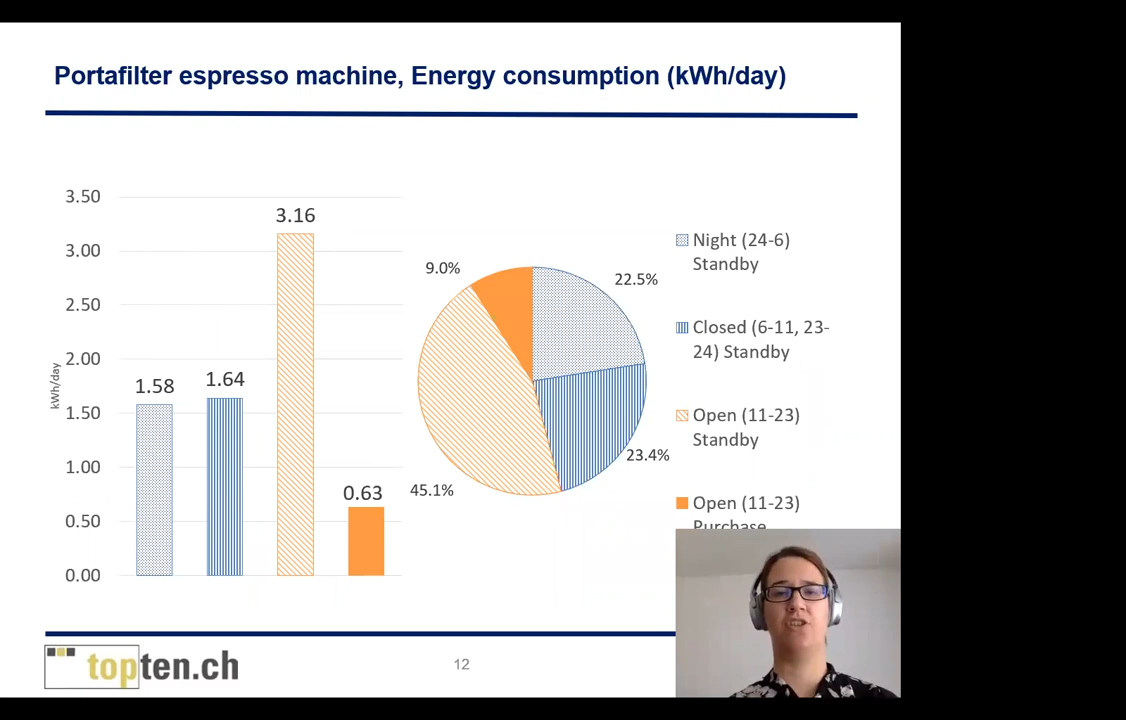 Portafilter espresso machine, Energy consumption (kWh/day)
3.50
3.00
2.50
2.00
1.50
1.00
0.50
0.00
kWh/day
1.58
1.64
3.16
0.63
9.0%
22.5%
23.4%
45.1%
Night (24-6)
Standby
Closed (6-11, 23-
24) Standby
Open (11-23)
Standby
Open (11-23)
Purchase
topten.ch
12